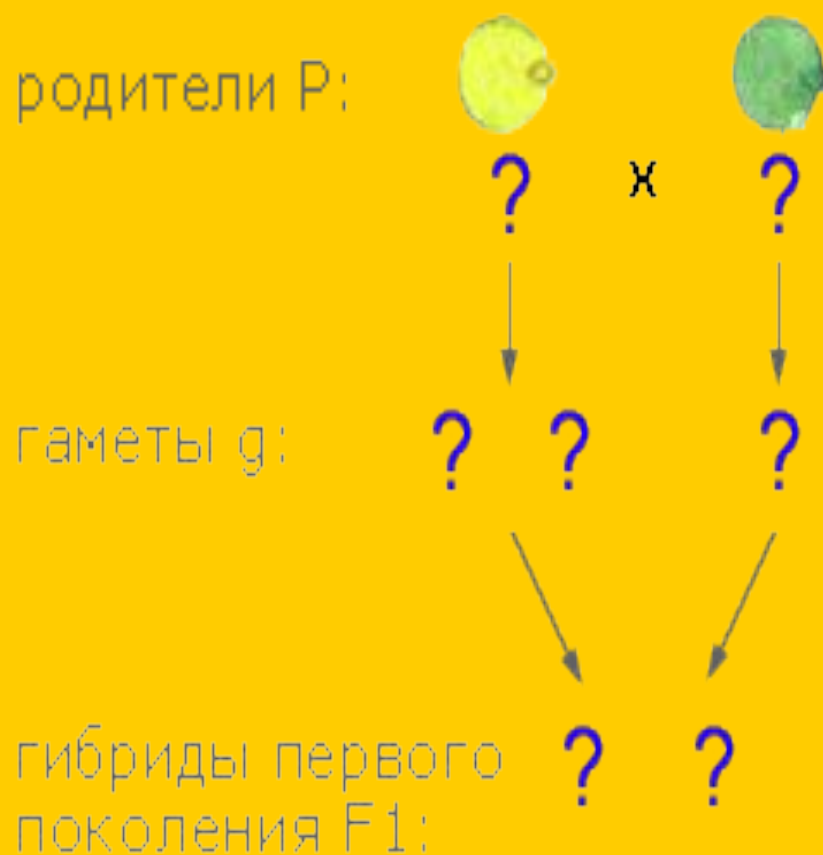 родители P:
? x ?
гаметы g:
? ? ?
гибриды первого
поколения F1:
? ?